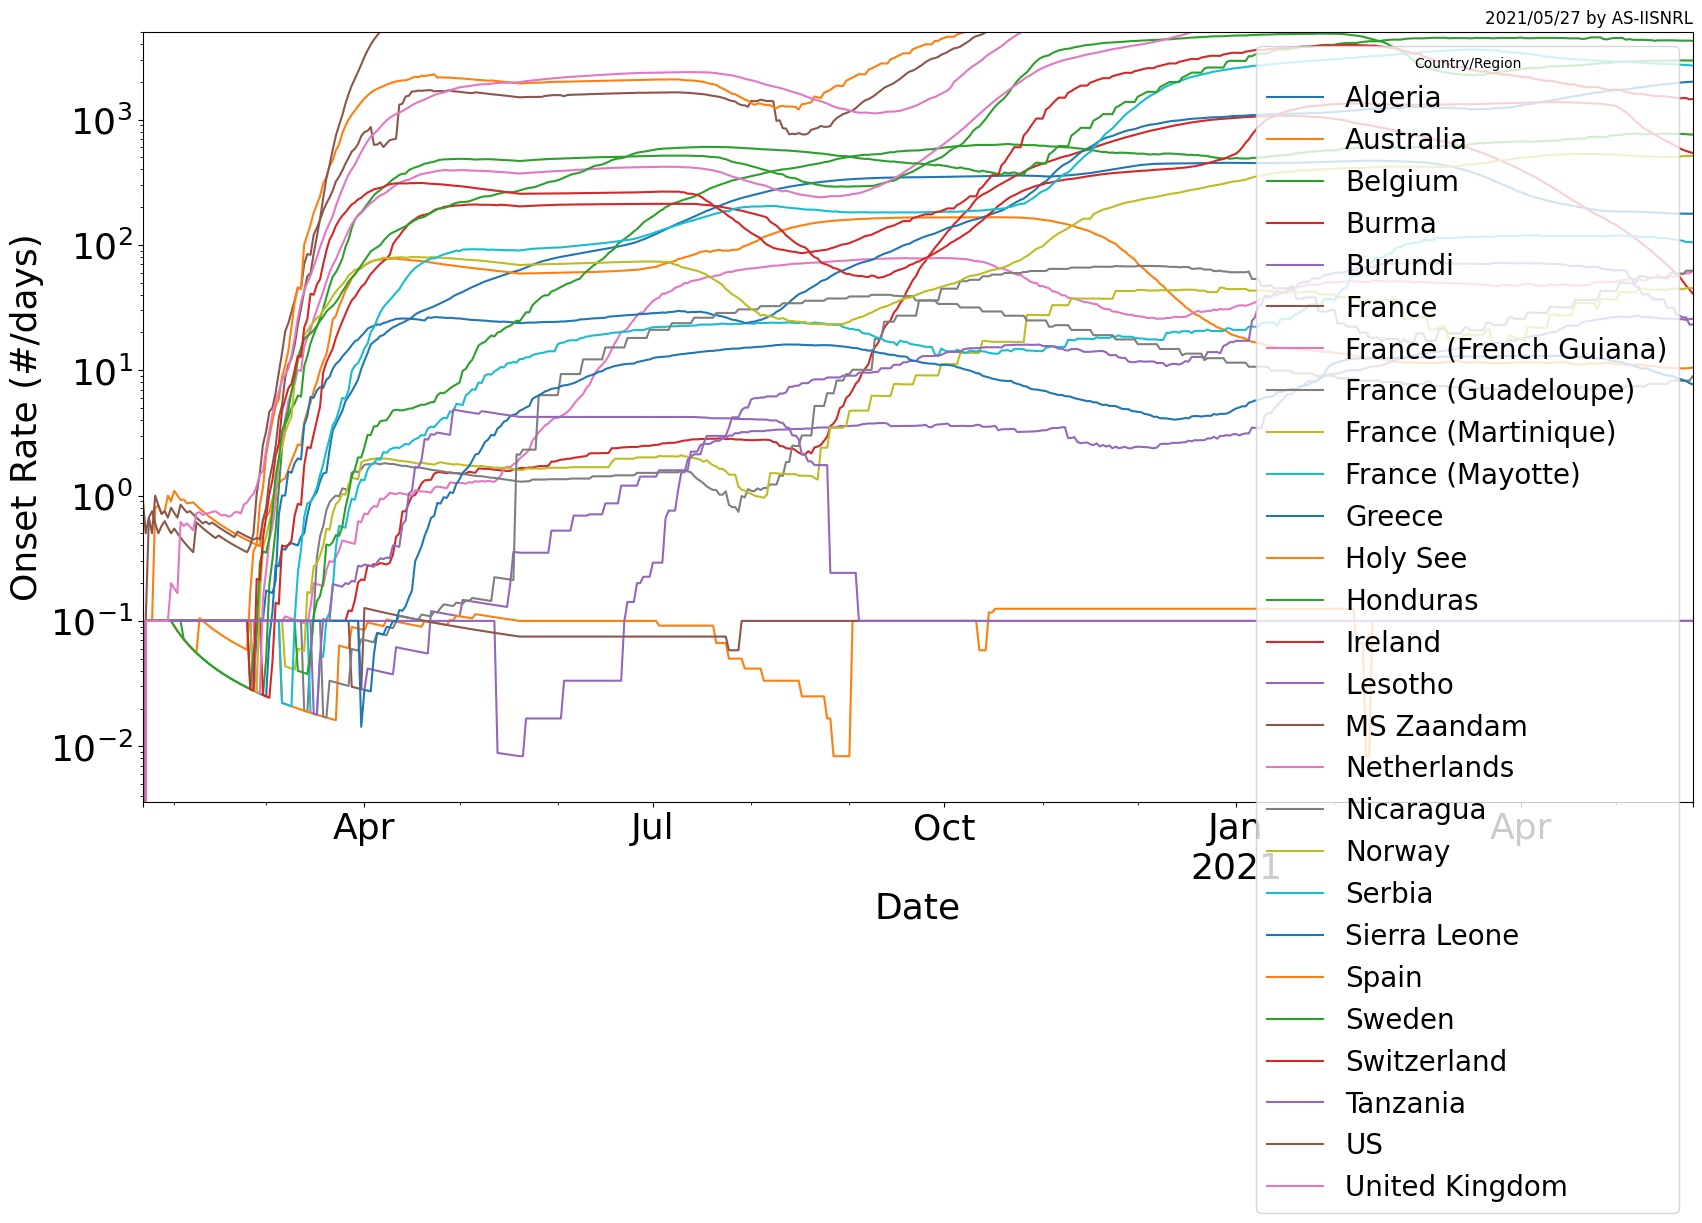 2021/05/27 by AS-IISNRL
Onset Rate (#/days)
10³
10²
10¹
10⁰
10⁻¹
10⁻²
Apr
Jul
Oct
Jan
2021
Apr
Date
Country/Region
Algeria
Australia
Belgium
Burma
Burundi
France
France (French Guiana)
France (Guadeloupe)
France (Martinique)
France (Mayotte)
Greece
Holy See
Honduras
Ireland
Lesotho
MS Zaandam
Netherlands
Nicaragua
Norway
Serbia
Sierra Leone
Spain
Sweden
Switzerland
Tanzania
US
United Kingdom